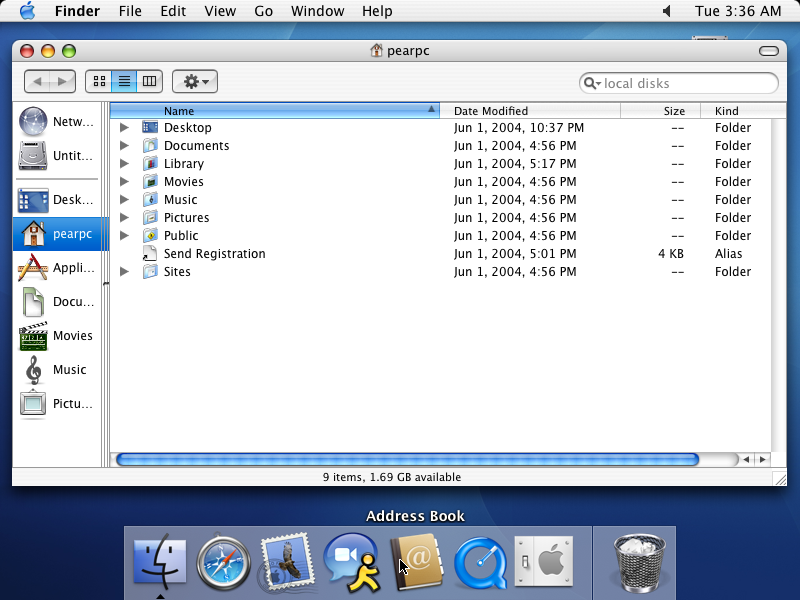 Finder File Edit View Go Window Help Tue 3:36 AM
pearpc
local disks
Name Date Modified Size Kind
Netw...
Untit...
Desk...
pearpc
Appli...
Docu...
Movies
Music
Pictu...
Desktop Jun 1, 2004, 10:37 PM -- Folder
Documents Jun 1, 2004, 4:56 PM -- Folder
Library Jun 1, 2004, 5:17 PM -- Folder
Movies Jun 1, 2004, 4:56 PM -- Folder
Music Jun 1, 2004, 4:56 PM -- Folder
Pictures Jun 1, 2004, 4:56 PM -- Folder
Public Jun 1, 2004, 4:56 PM -- Folder
Send Registration Jun 1, 2004, 5:01 PM 4 KB Alias
Sites Jun 1, 2004, 4:56 PM -- Folder
9 items, 1.69 GB available
Address Book
@